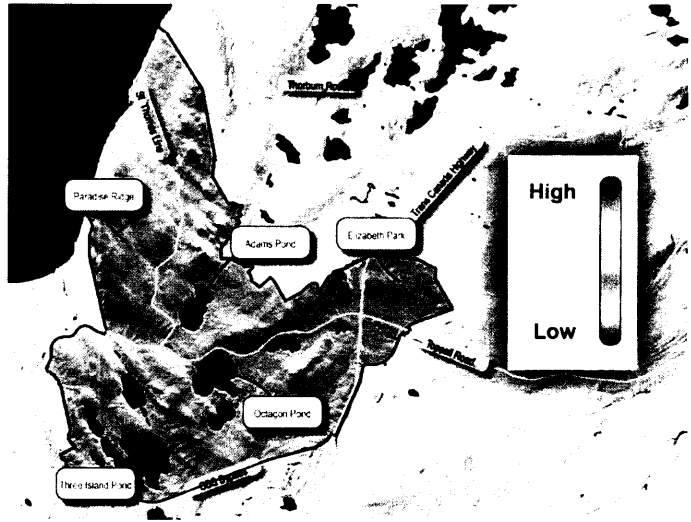 Thorburn Road
St. Thomas Line
Trans Canada Highway
High
Paradise Ridge
Adams Pond
Elizabeth Park
Low
Topsail Road
Octagon Pond
Three Island Pond